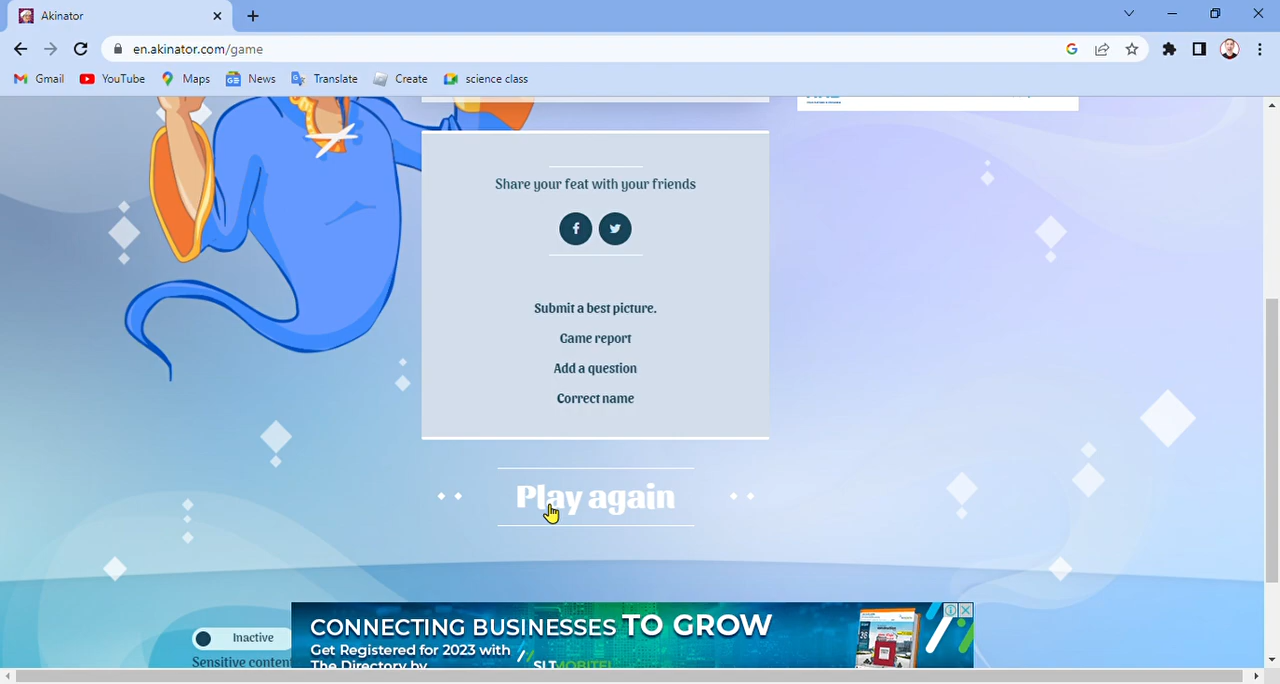 Akinator
en.akinator.com/game
Gmail
YouTube
Maps
News
Translate
Create
science class
Share your feat with your friends
Submit a best picture.
Game report
Add a question
Correct name
Play again
Inactive
Sensitive content
CONNECTING BUSINESSES TO GROW
Get Registered for 2023 with
The Directory by
SLTMOBITEL